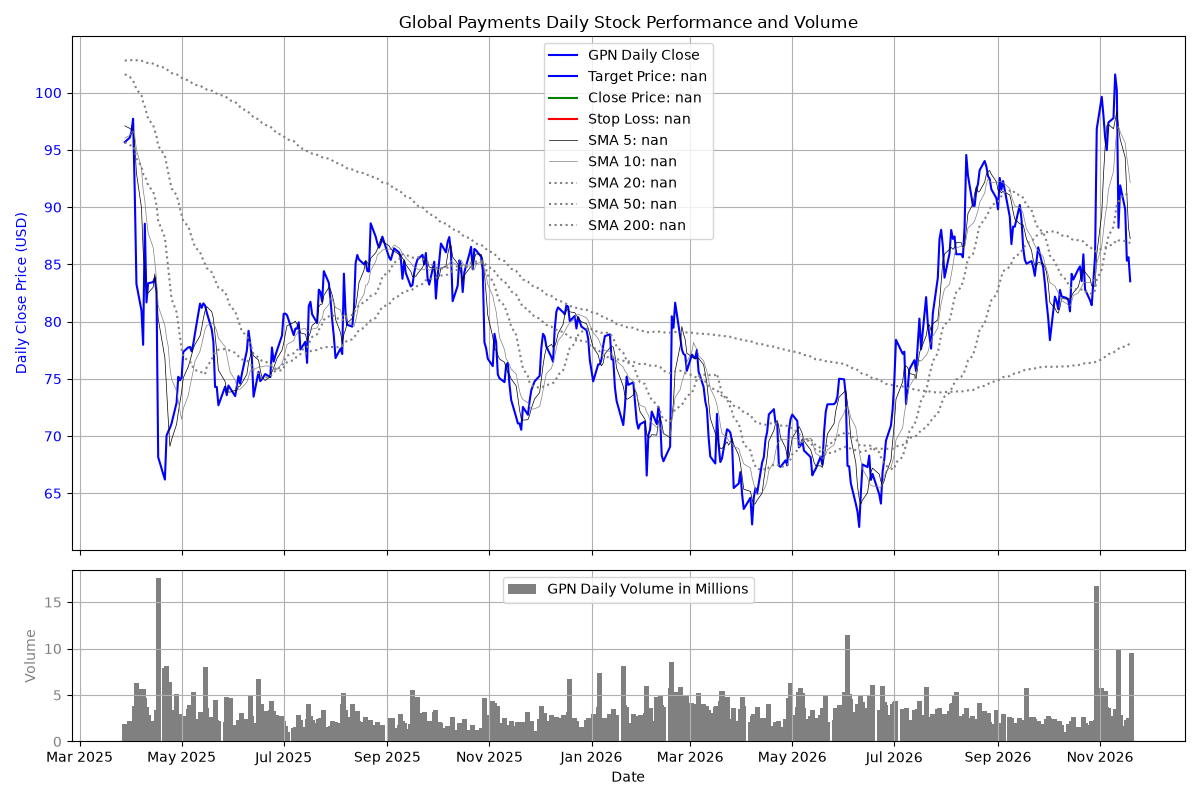 Global Payments Daily Stock Performance and Volume
GPN Daily Close
Target Price: nan
Close Price: nan
Stop Loss: nan
SMA 5: nan
SMA 10: nan
SMA 20: nan
SMA 50: nan
SMA 200: nan
Daily Close Price (USD)
100
95
90
85
80
75
70
65
GPN Daily Volume in Millions
Volume
15
10
5
0
Mar 2025
May 2025
Jul 2025
Sep 2025
Nov 2025
Jan 2026
Mar 2026
May 2026
Jul 2026
Sep 2026
Nov 2026
Date